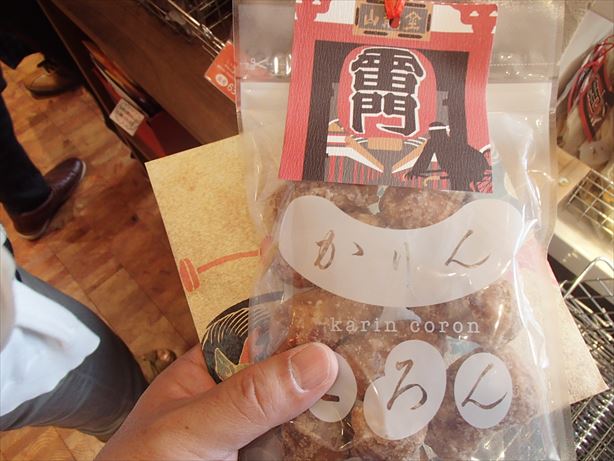 雷門
かりん
karin coron
ころん